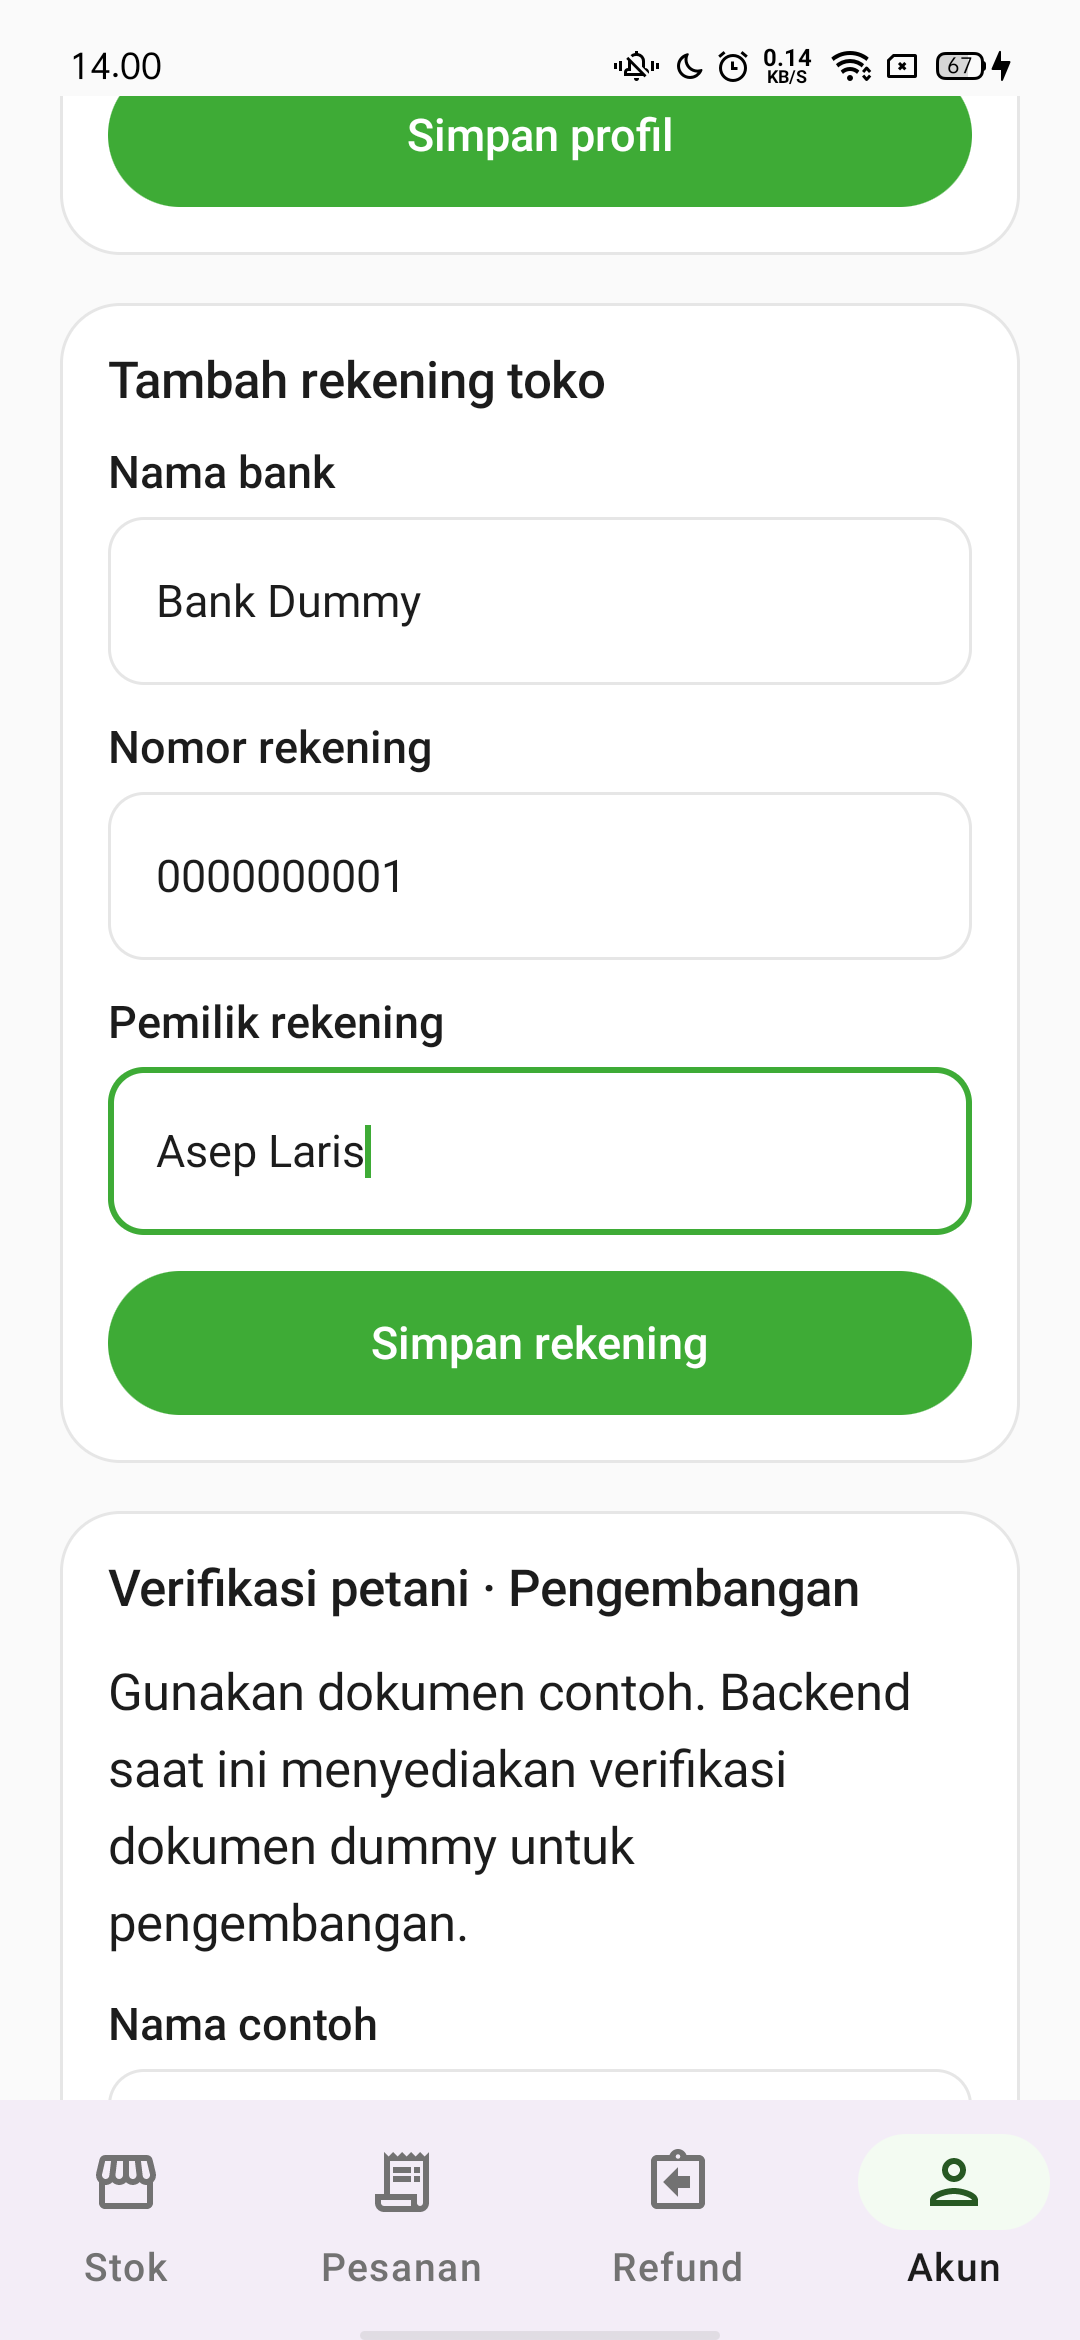 14.00
0.14
KB/S
67
Simpan profil
Tambah rekening toko
Nama bank
Bank Dummy
Nomor rekening
0000000001
Pemilik rekening
Asep Laris
Simpan rekening
Verifikasi petani · Pengembangan
Gunakan dokumen contoh. Backend
saat ini menyediakan verifikasi
dokumen dummy untuk
pengembangan.
Nama contoh
Stok
Pesanan
Refund
Akun